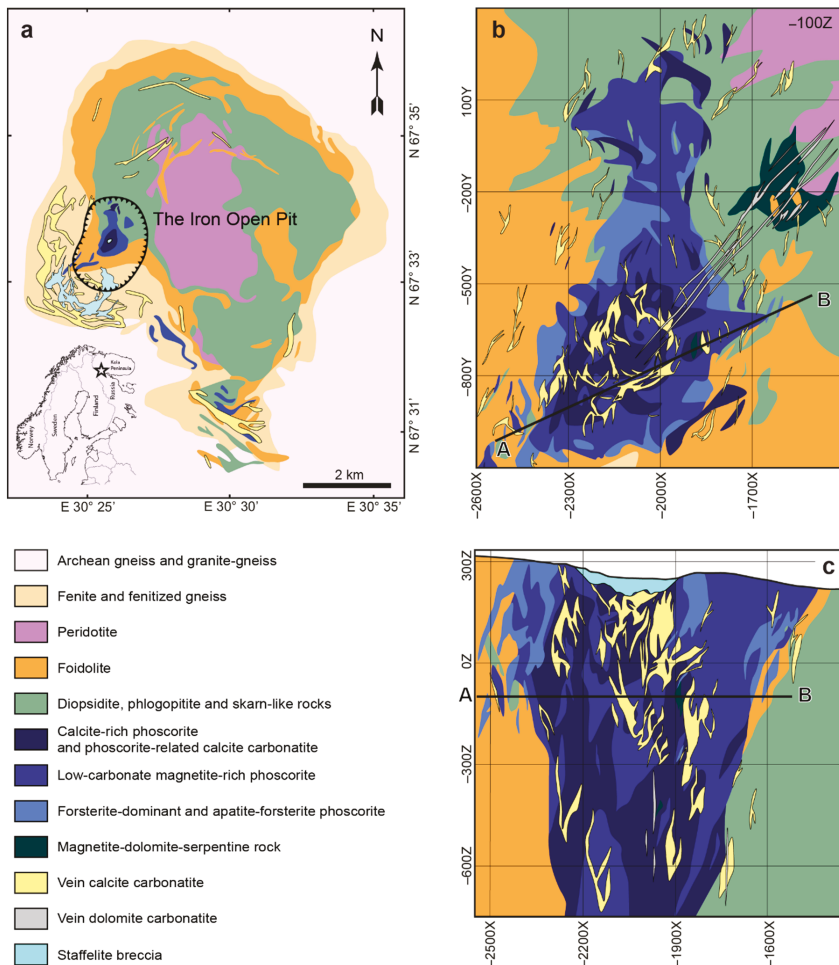 a
N
N 67° 35'
The Iron Open Pit
N 67° 33'
N 67° 31'
Kola
Peninsula
Russia
Finland
Sweden
Norway
2 km
E 30° 25'
E 30° 30'
E 30° 35'
b
−100Z
100Y
−200Y
−500Y
−800Y
B
A
−2600X
−2300X
−2000X
−1700X
Archean gneiss and granite-gneiss
Fenite and fenitized gneiss
Peridotite
Foidolite
Diopsidite, phlogopitite and skarn-like rocks
Calcite-rich phoscorite
and phoscorite-related calcite carbonatite
Low-carbonate magnetite-rich phoscorite
Forsterite-dominant and apatite-forsterite phoscorite
Magnetite-dolomite-serpentine rock
Vein calcite carbonatite
Vein dolomite carbonatite
Staffelite breccia
c
300Z
0Z
A
B
−300Z
−600Z
−2500X
−2200X
−1900X
−1600X